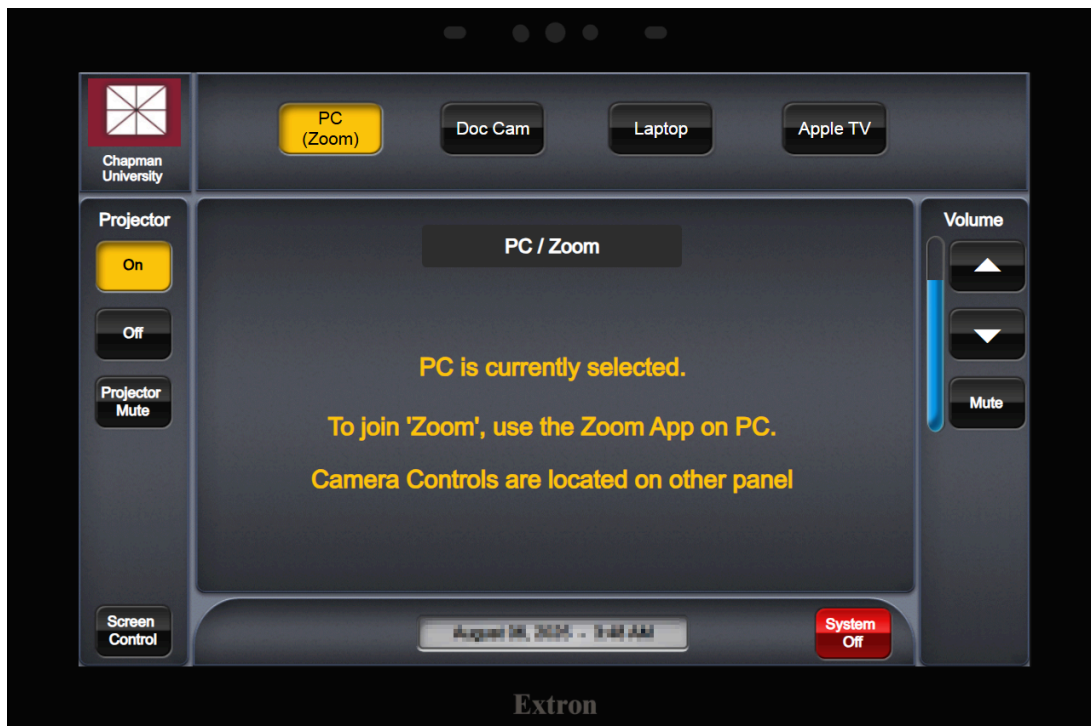 Chapman
University
PC
(Zoom)
Doc Cam
Laptop
Apple TV
Projector
On
Off
Projector
Mute
Screen
Control
PC / Zoom
PC is currently selected.
To join 'Zoom', use the Zoom App on PC.
Camera Controls are located on other panel
System
Off
Volume
Mute
Extron